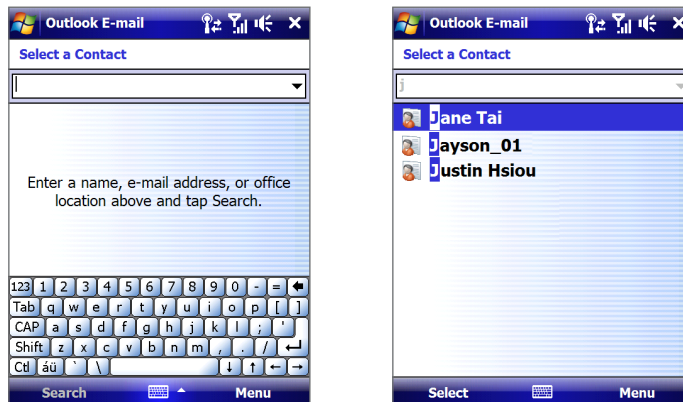 Outlook E-mail
Select a Contact
Enter a name, e-mail address, or office
location above and tap Search.
123 1 2 3 4 5 6 7 8 9 0 - =
Tab q w e r t y u i o p [ ]
CAP a s d f g h j k l ; '
Shift z x c v b n m , . /
Ctl áü ` \
Search Menu
Outlook E-mail
Select a Contact
j
Jane Tai
Jayson_01
Justin Hsiou
Select Menu